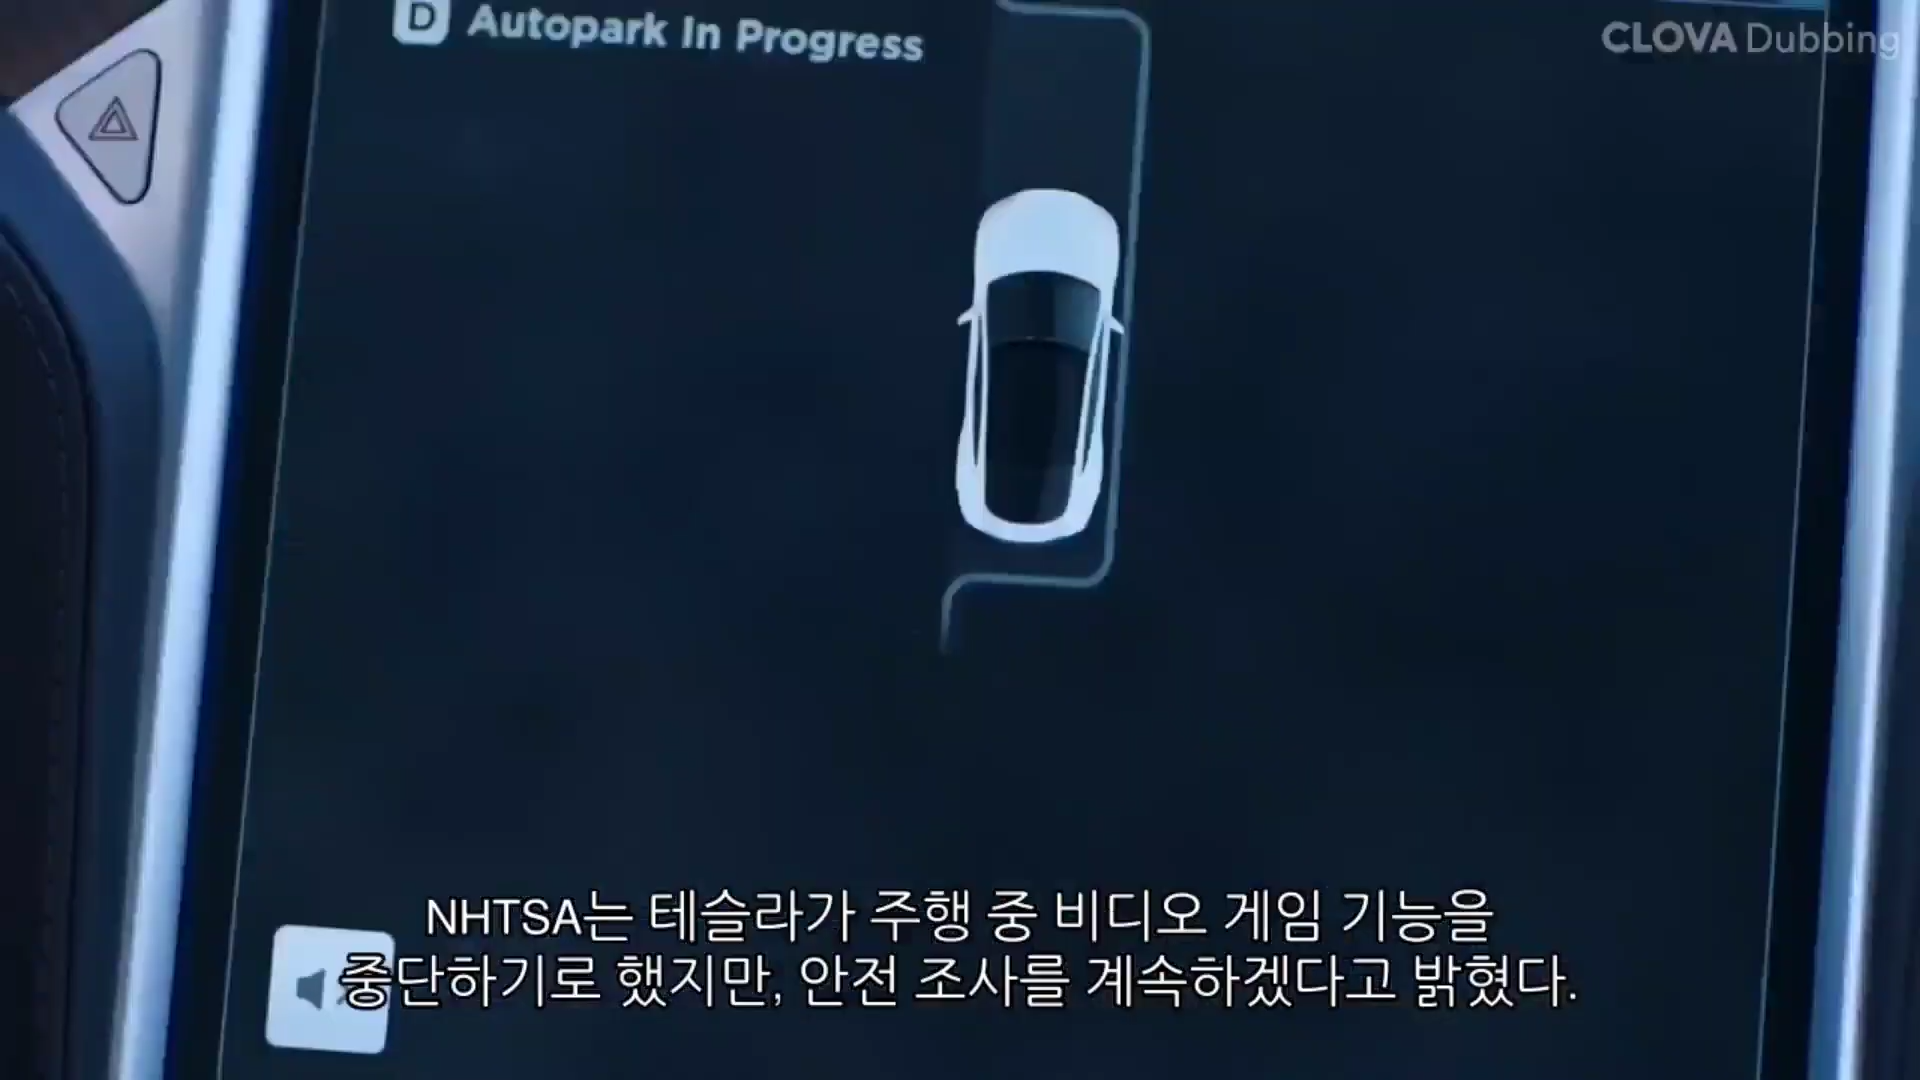 D Autopark In Progress
CLOVA Dubbing
NHTSA는 테슬라가 주행 중 비디오 게임 기능을
중단하기로 했지만, 안전 조사를 계속하겠다고 밝혔다.